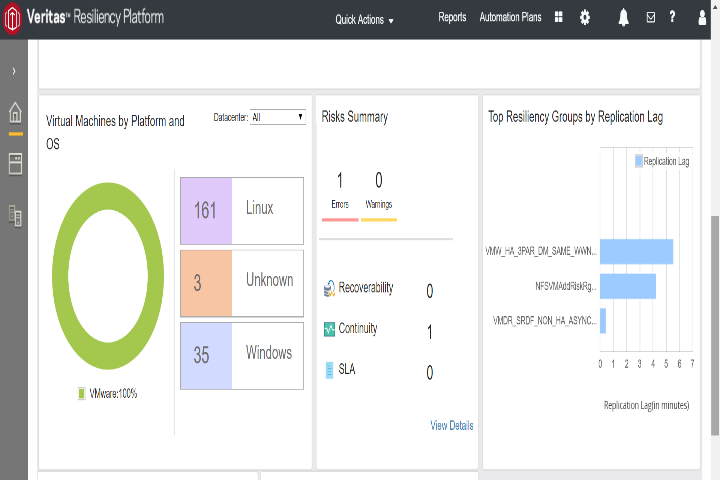 Veritas™ Resiliency Platform
Quick Actions
Reports
Automation Plans
?
Virtual Machines by Platform and
OS
Datacenter:
All
161
Linux
3
Unknown
35
Windows
VMware:100%
Risks Summary
1
0
Errors
Warnings
Recoverability
0
Continuity
1
SLA
0
View Details
Top Resiliency Groups by Replication Lag
Replication Lag
VMW_HA_3PAR_DM_SAME_WWN...
NFSVMAddRiskRg...
VMDR_SRDF_NON_HA_ASYNC...
0 1 2 3 4 5 6 7
Replication Lag(in minutes)